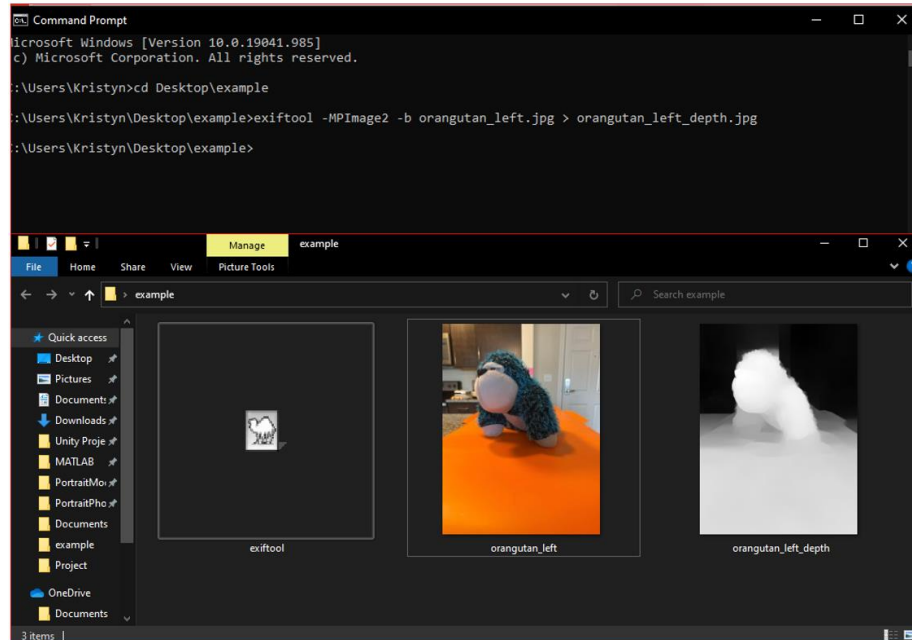 Command Prompt
icrosoft Windows [Version 10.0.19041.985]
c) Microsoft Corporation. All rights reserved.
:\Users\Kristyn>cd Desktop\example
:\Users\Kristyn\Desktop\example>exiftool -MPImage2 -b orangutan_left.jpg > orangutan_left_depth.jpg
:\Users\Kristyn\Desktop\example>
Manage example
File Home Share View Picture Tools
example
Search example
Quick access
Desktop
Pictures
Documents
Downloads
Unity Proje
MATLAB
PortraitMo
PortraitPho
Documents
example
Project
OneDrive
Documents
exiftool
orangutan_left
orangutan_left_depth
3 items